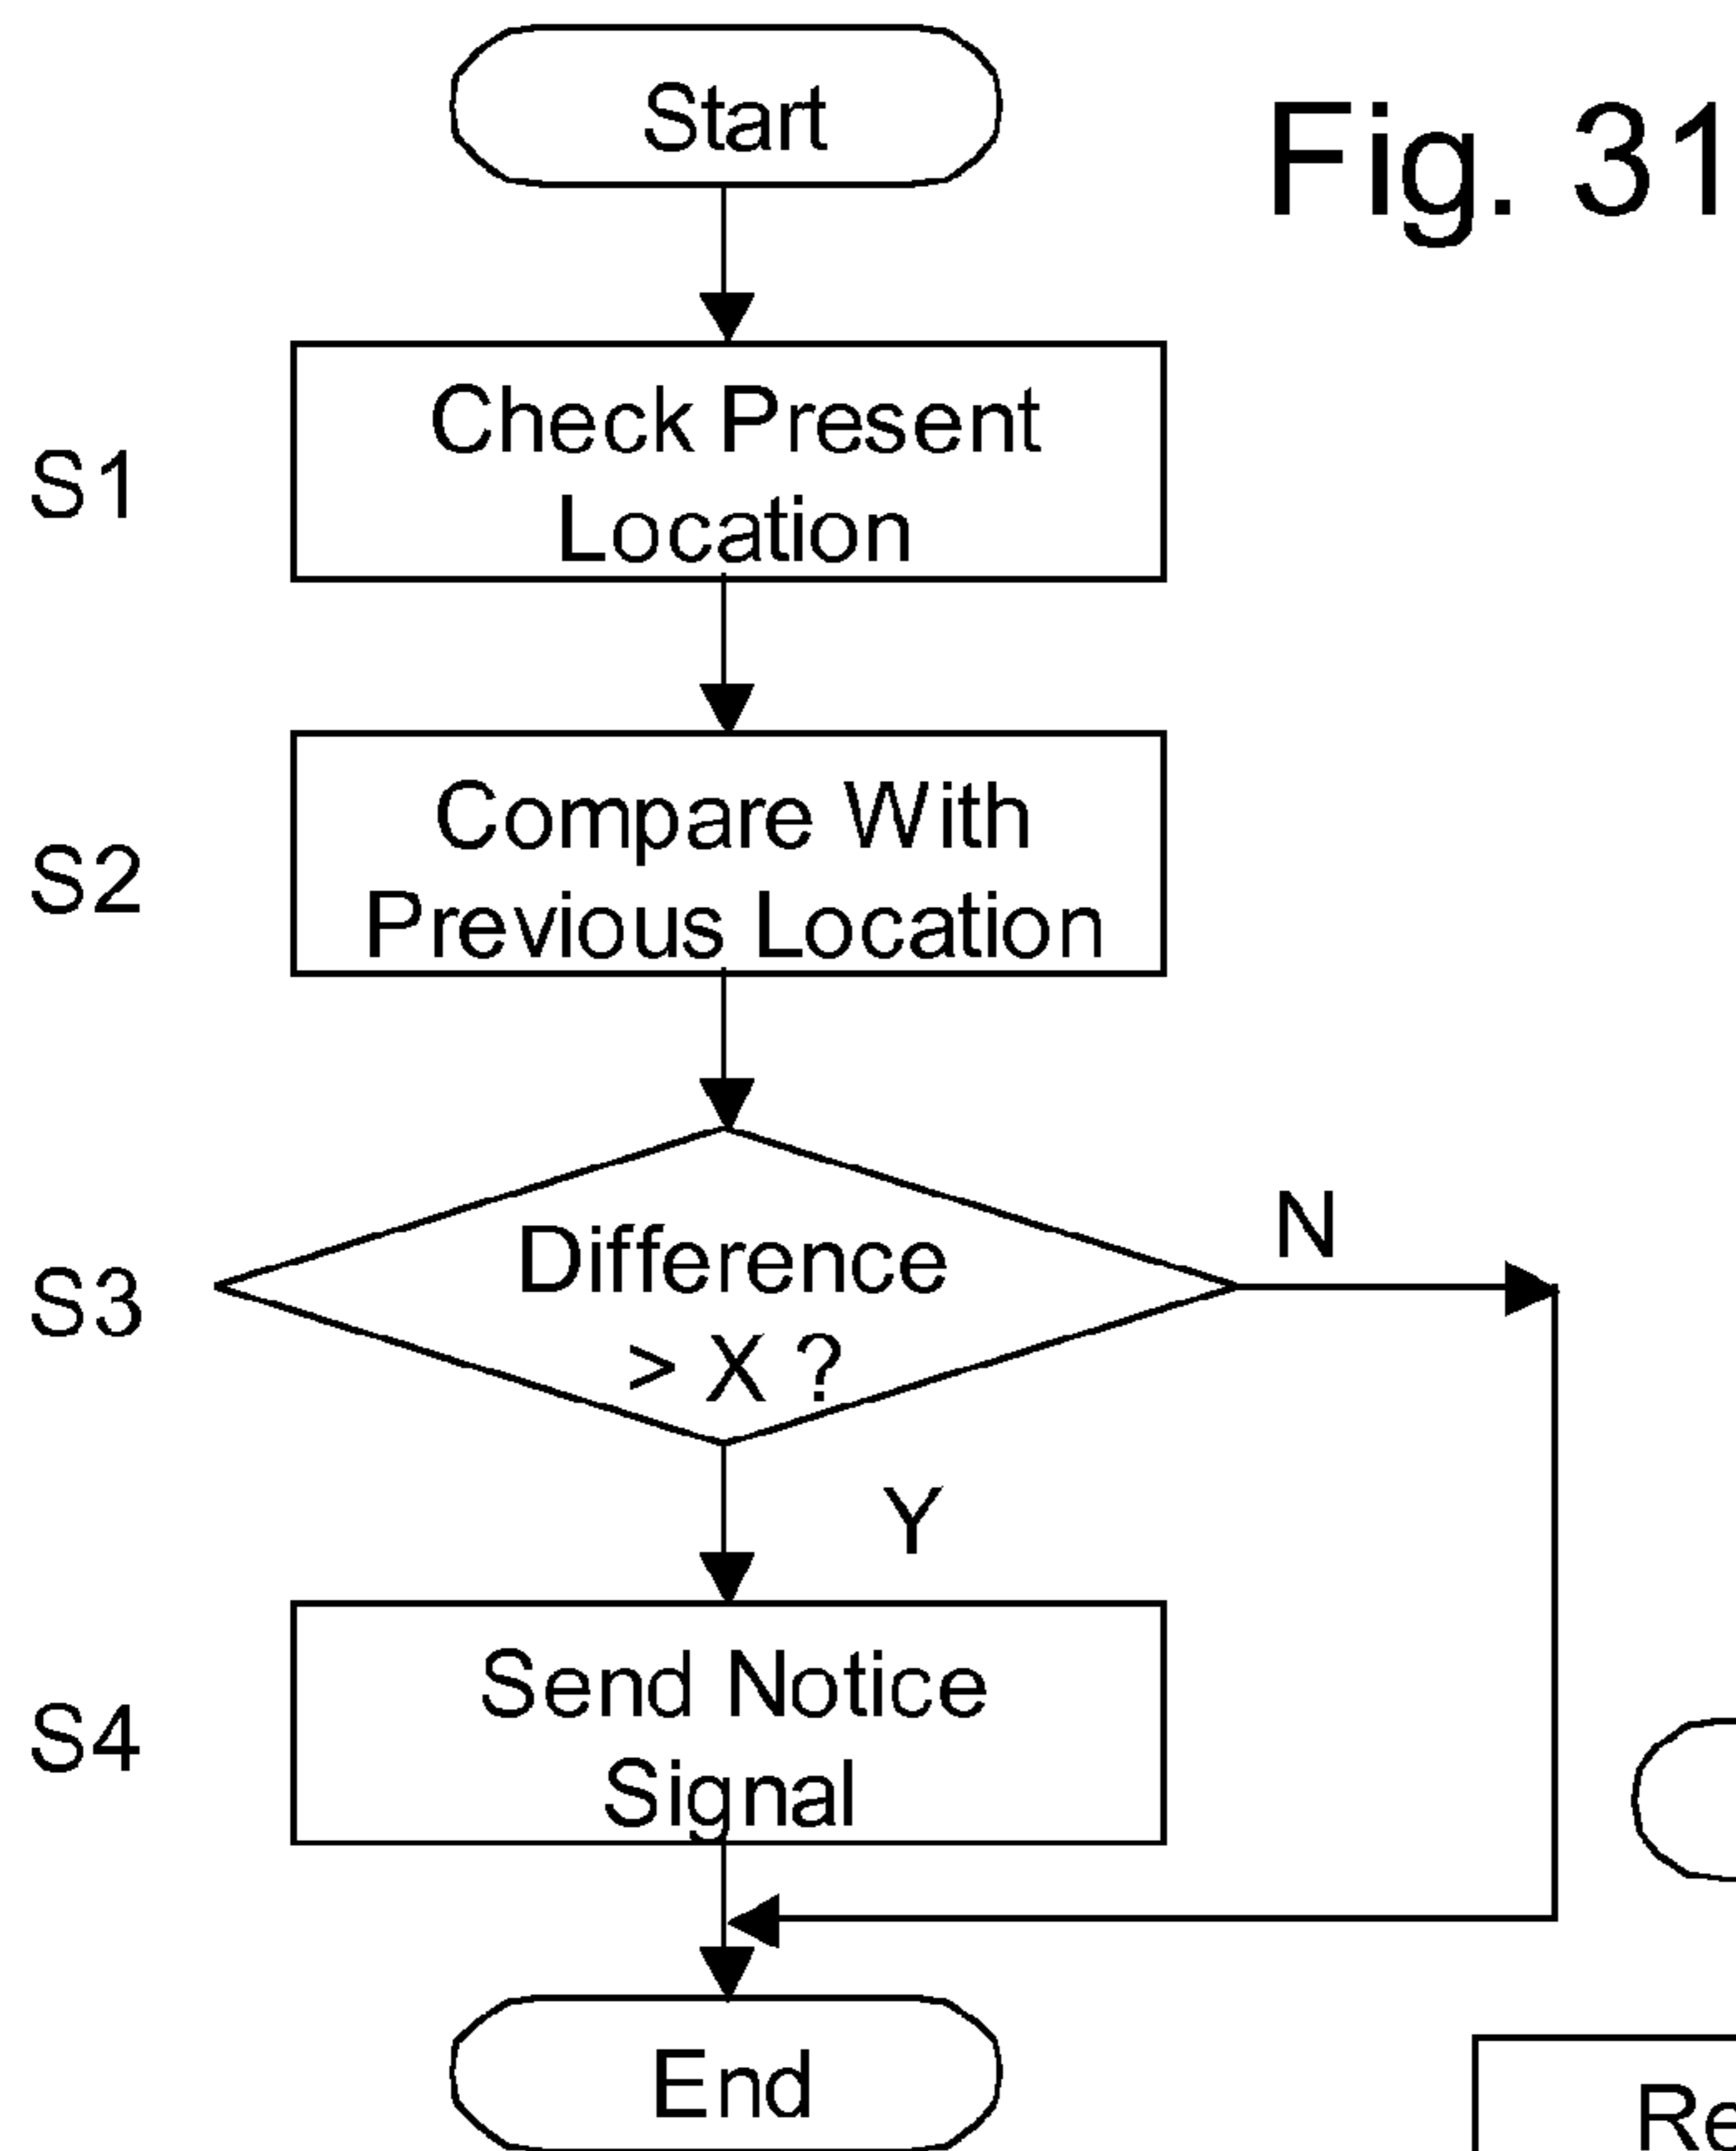 Start
Fig. 31
S1
Check Present
Location
S2
Compare With
Previous Location
S3
Difference
> X ?
N
Y
S4
Send Notice
Signal
End
Re